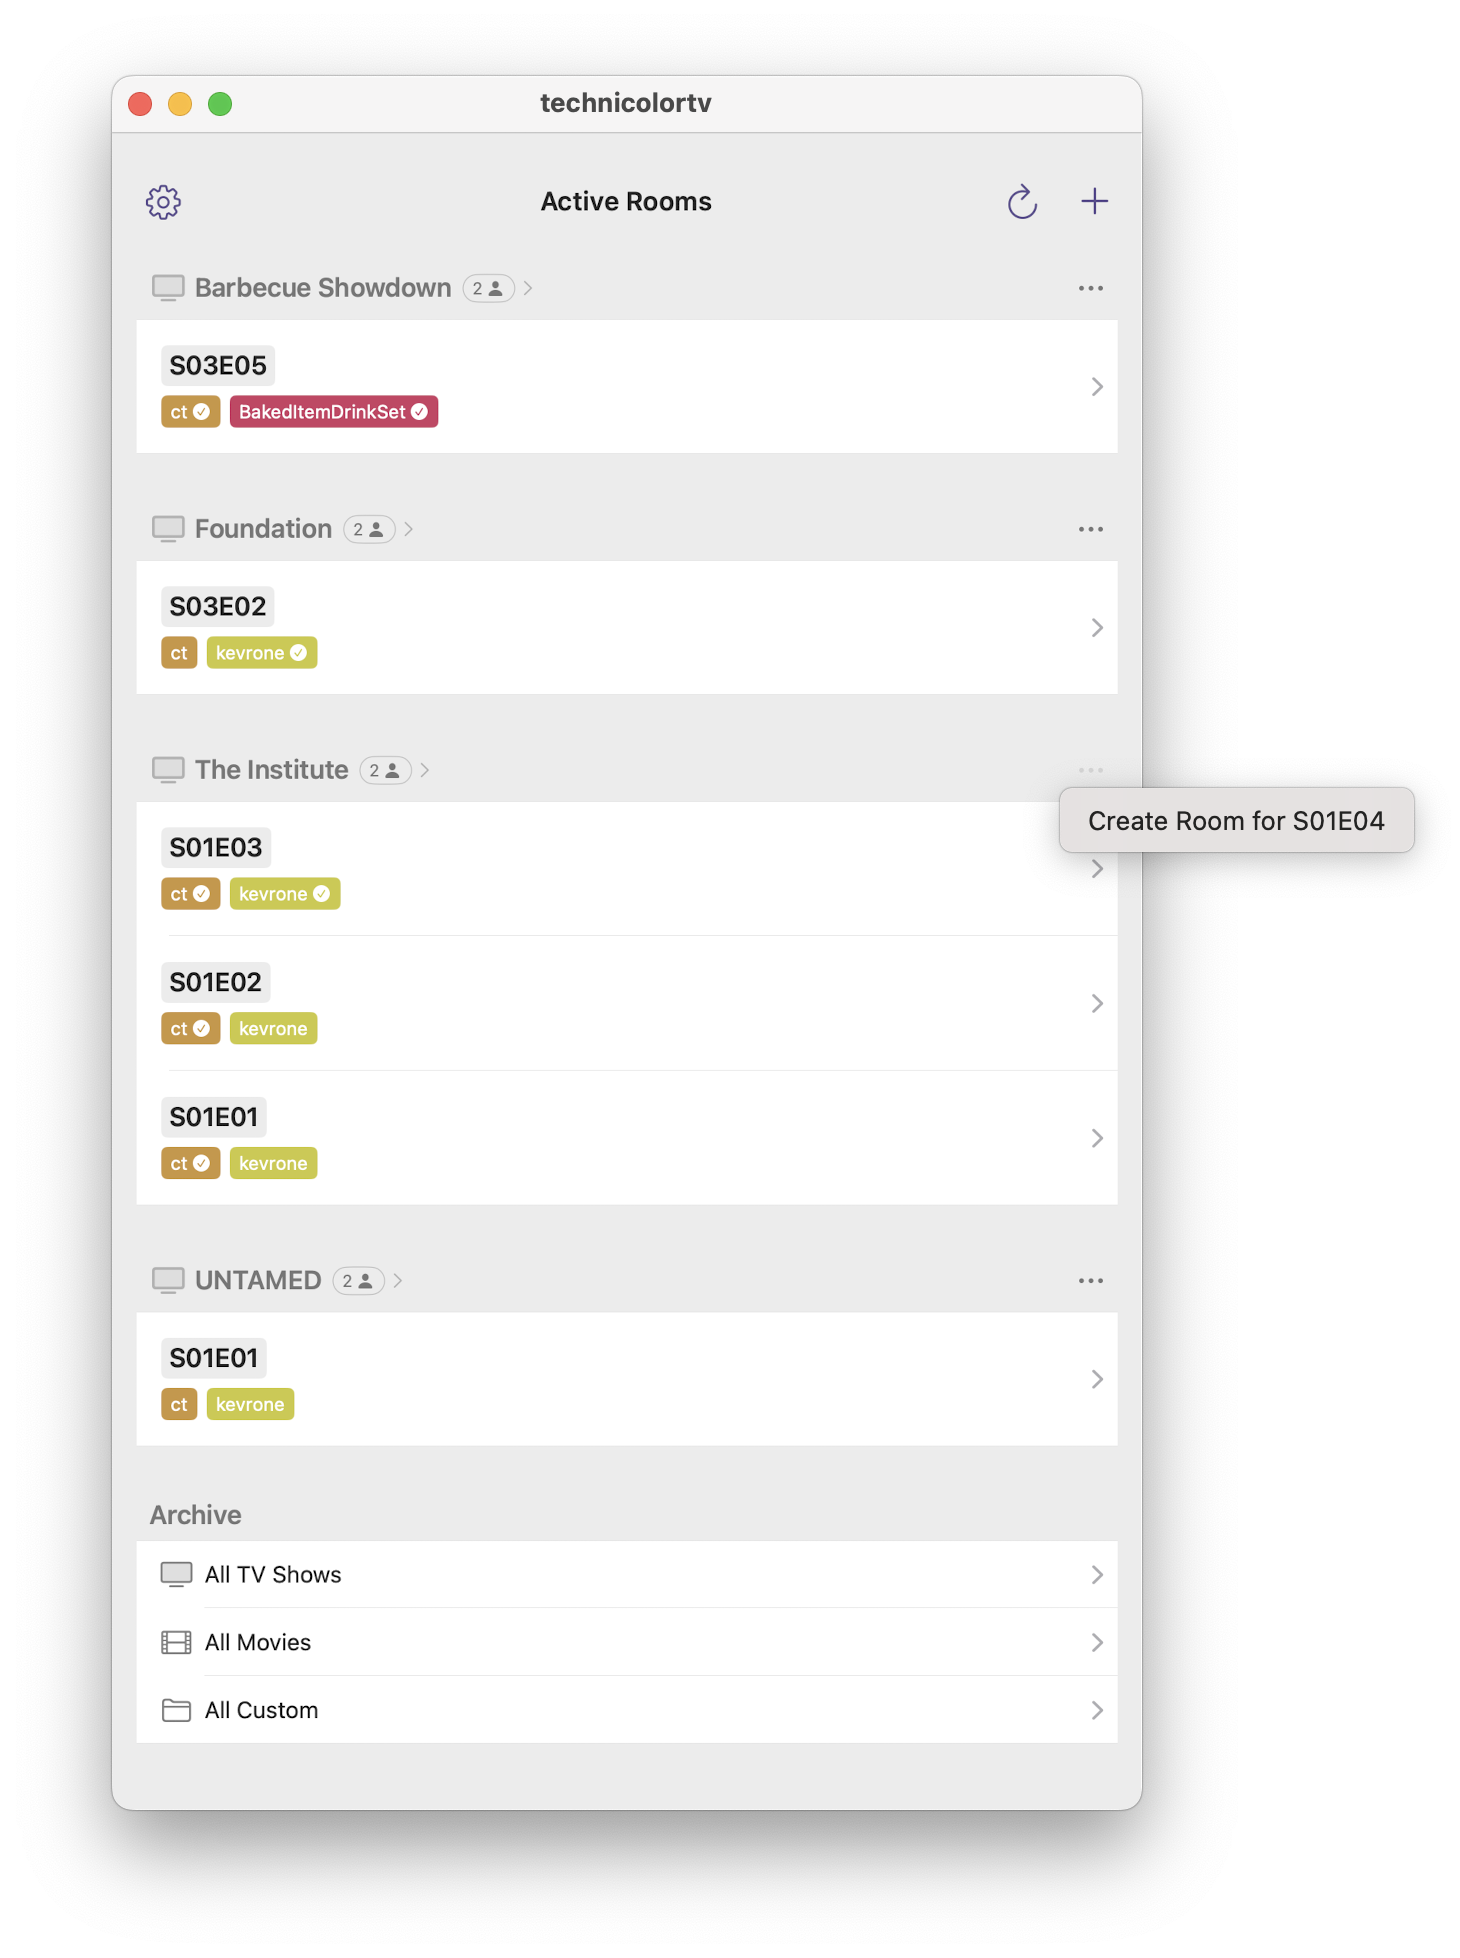 technicolortv
Active Rooms
Barbecue Showdown 2
S03E05
ct BakedItemDrinkSet
Foundation 2
S03E02
ct kevrone
The Institute 2
Create Room for S01E04
S01E03
ct kevrone
S01E02
ct kevrone
S01E01
ct kevrone
UNTAMED 2
S01E01
ct kevrone
Archive
All TV Shows
All Movies
All Custom